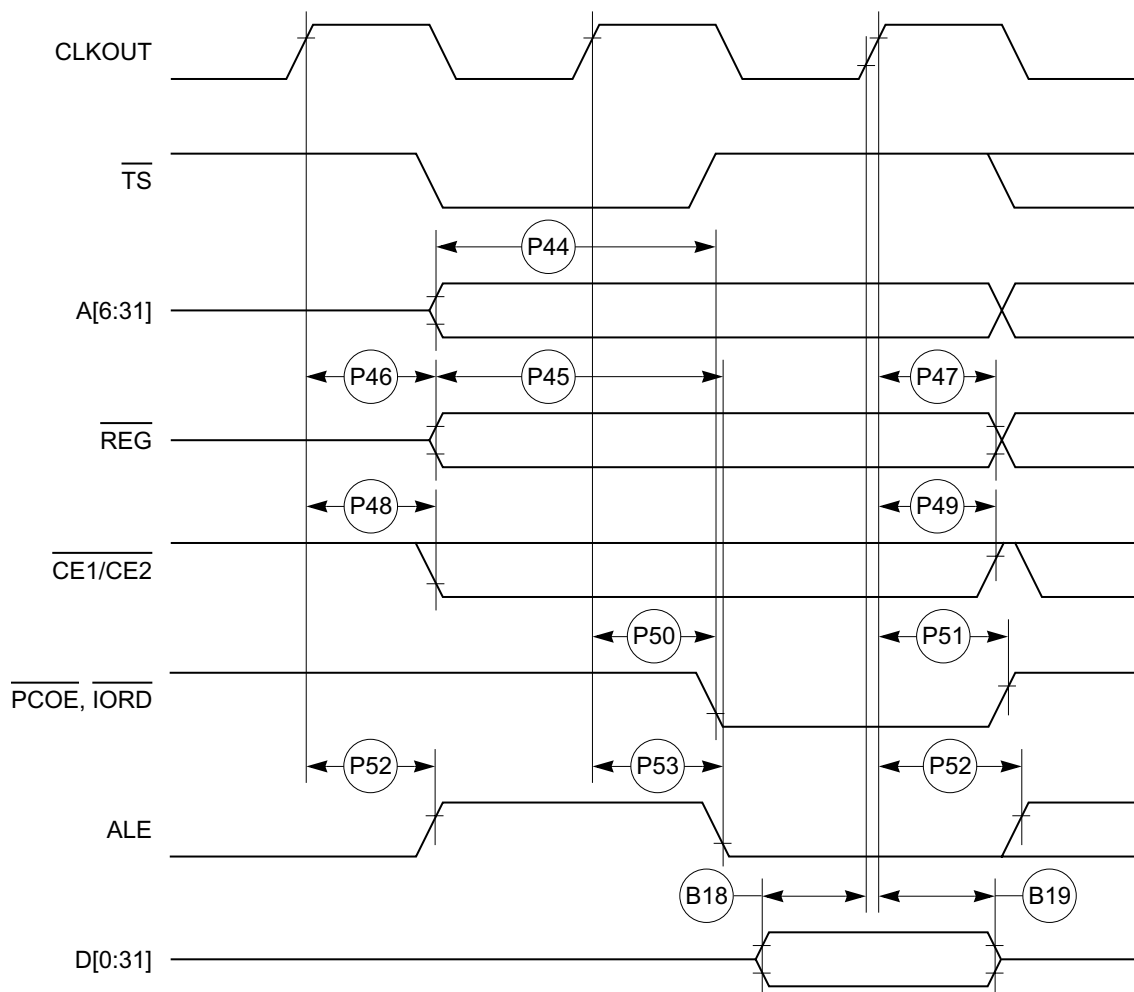 CLKOUT
TS
P44
A[6:31]
P46
P45
P47
REG
P48
P49
CE1/CE2
P50
P51
PCOE, IORD
P52
P53
P52
ALE
B18
B19
D[0:31]